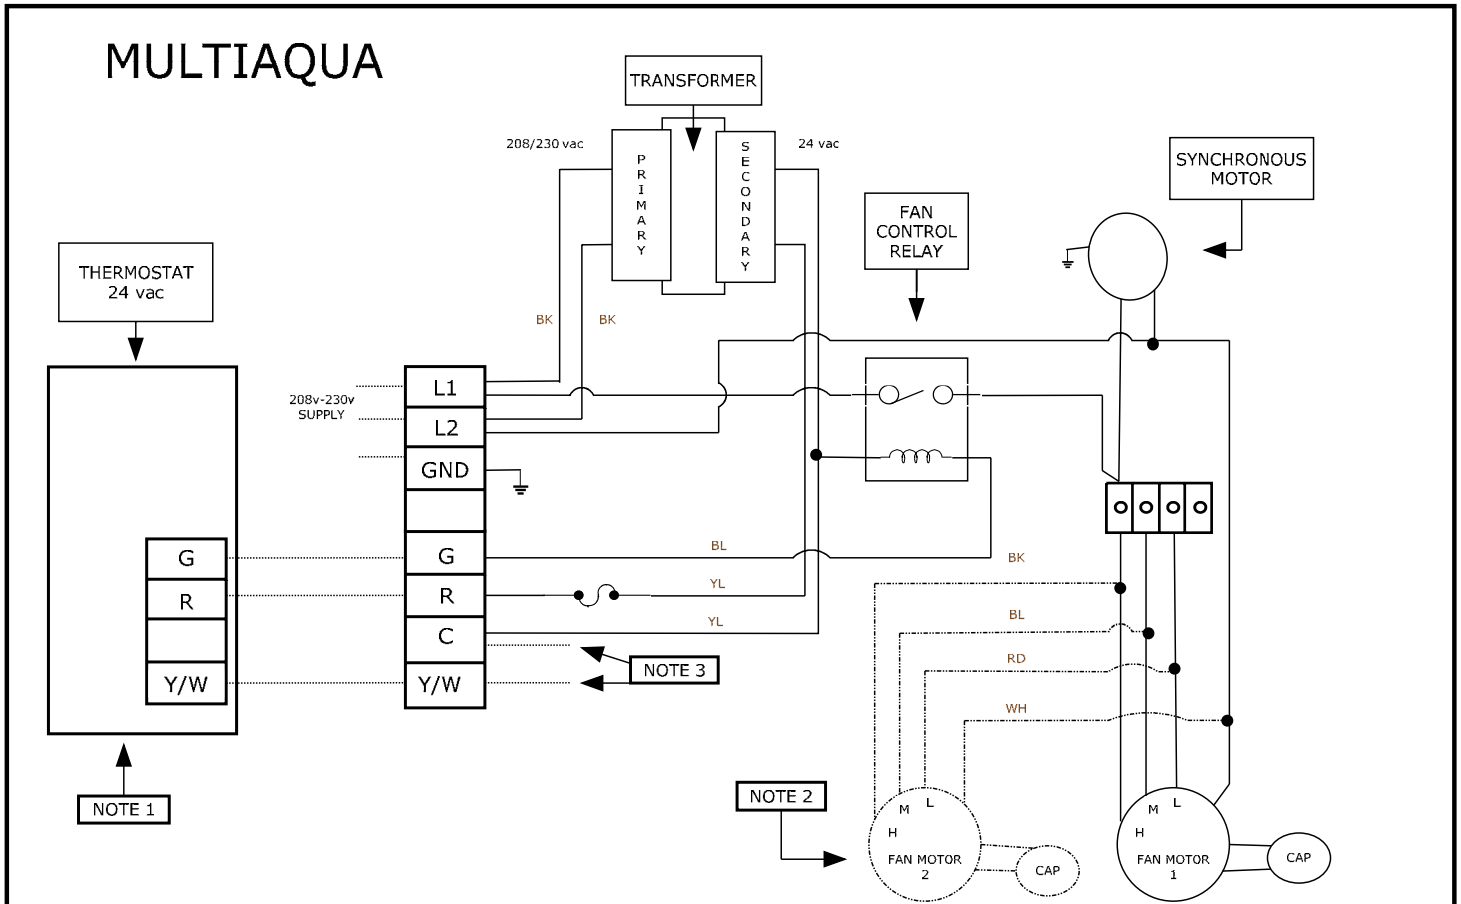 MULTIAQUA
TRANSFORMER
208/230 vac
PRIMARY
SECONDARY
24 vac
SYNCHRONOUS
MOTOR
FAN
CONTROL
RELAY
THERMOSTAT
24 vac
BK
BK
208v-230v
SUPPLY
L1
L2
GND
G
R
C
Y/W
G
R
Y/W
BL
YL
YL
NOTE 3
BK
BL
RD
WH
NOTE 1
NOTE 2
L
M
H
FAN MOTOR
2
CAP
L
M
H
FAN MOTOR
1
CAP